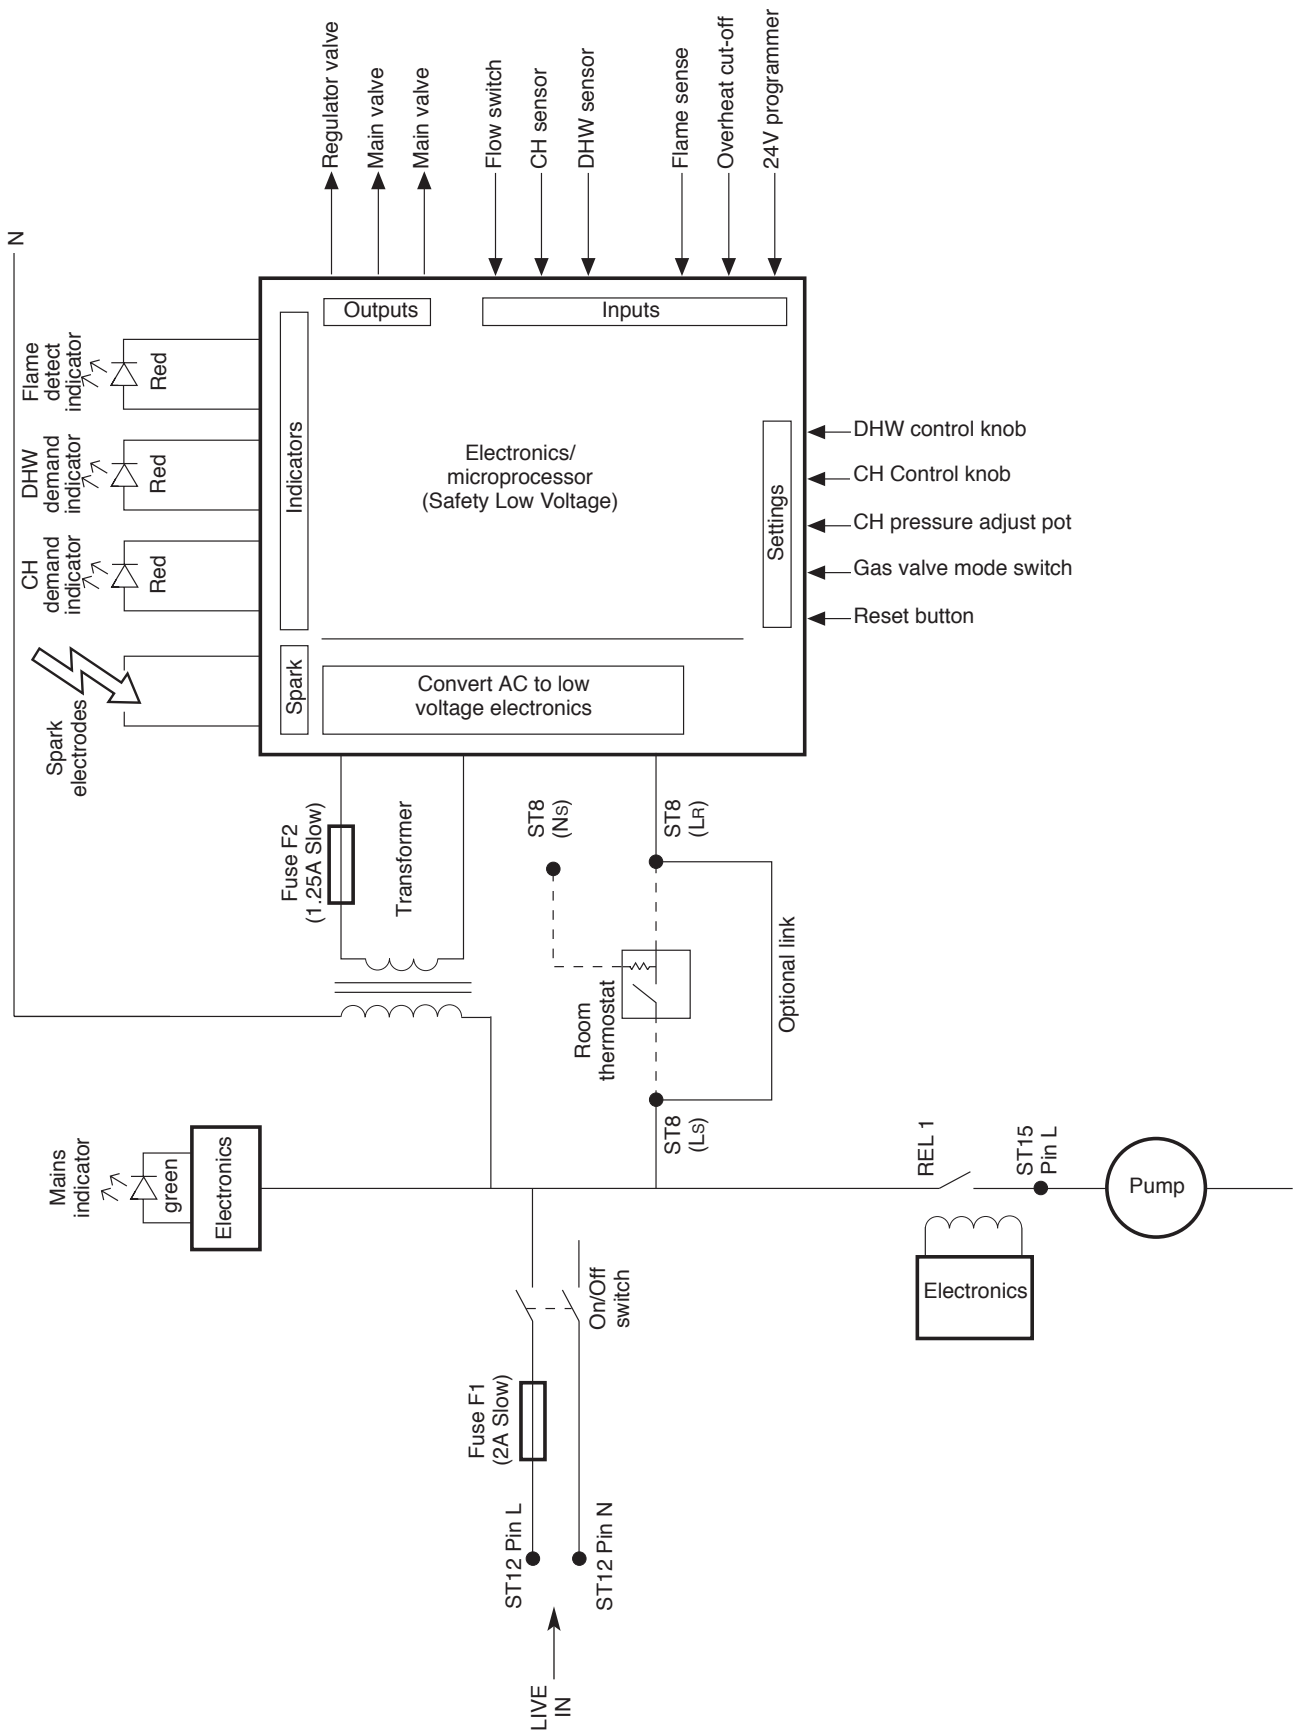 N
Regulator valve
Main valve
Main valve
Flow switch
CH sensor
DHW sensor
Flame sense
Overheat cut-off
24V programmer
Flame
detect
indicator
Red
DHW
demand
indicator
Red
CH
demand
indicator
Red
Spark
electrodes
Outputs
Inputs
Indicators
Electronics/
microprocessor
(Safety Low Voltage)
Settings
Spark
Convert AC to low
voltage electronics
DHW control knob
CH Control knob
CH pressure adjust pot
Gas valve mode switch
Reset button
Fuse F2
(1.25A Slow)
Transformer
ST8
(NS)
ST8
(LR)
Room
thermostat
Optional link
ST8
(LS)
Mains
indicator
green
Electronics
REL 1
ST15
Pin L
Pump
Electronics
On/Off
switch
Fuse F1
(2A Slow)
ST12 Pin L
ST12 Pin N
LIVE
IN